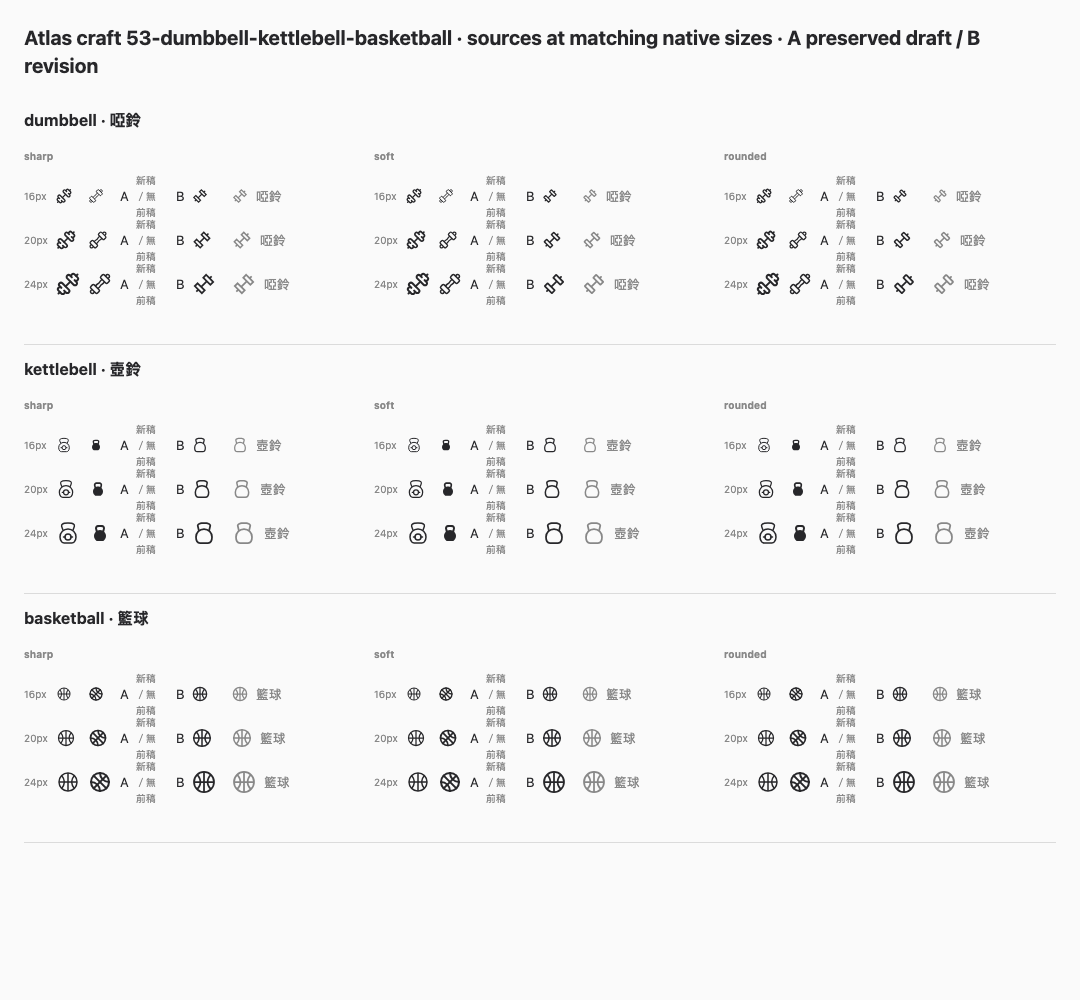 Atlas craft 53-dumbbell-kettlebell-basketball · sources at matching native sizes · A preserved draft / B
revision
dumbbell · 啞鈴
sharp
16px A 新稿 / 無前稿 B 啞鈴
20px A 新稿 / 無前稿 B 啞鈴
24px A 新稿 / 無前稿 B 啞鈴
soft
16px A 新稿 / 無前稿 B 啞鈴
20px A 新稿 / 無前稿 B 啞鈴
24px A 新稿 / 無前稿 B 啞鈴
rounded
16px A 新稿 / 無前稿 B 啞鈴
20px A 新稿 / 無前稿 B 啞鈴
24px A 新稿 / 無前稿 B 啞鈴
kettlebell · 壺鈴
sharp
16px A 新稿 / 無前稿 B 壺鈴
20px A 新稿 / 無前稿 B 壺鈴
24px A 新稿 / 無前稿 B 壺鈴
soft
16px A 新稿 / 無前稿 B 壺鈴
20px A 新稿 / 無前稿 B 壺鈴
24px A 新稿 / 無前稿 B 壺鈴
rounded
16px A 新稿 / 無前稿 B 壺鈴
20px A 新稿 / 無前稿 B 壺鈴
24px A 新稿 / 無前稿 B 壺鈴
basketball · 籃球
sharp
16px A 新稿 / 無前稿 B 籃球
20px A 新稿 / 無前稿 B 籃球
24px A 新稿 / 無前稿 B 籃球
soft
16px A 新稿 / 無前稿 B 籃球
20px A 新稿 / 無前稿 B 籃球
24px A 新稿 / 無前稿 B 籃球
rounded
16px A 新稿 / 無前稿 B 籃球
20px A 新稿 / 無前稿 B 籃球
24px A 新稿 / 無前稿 B 籃球